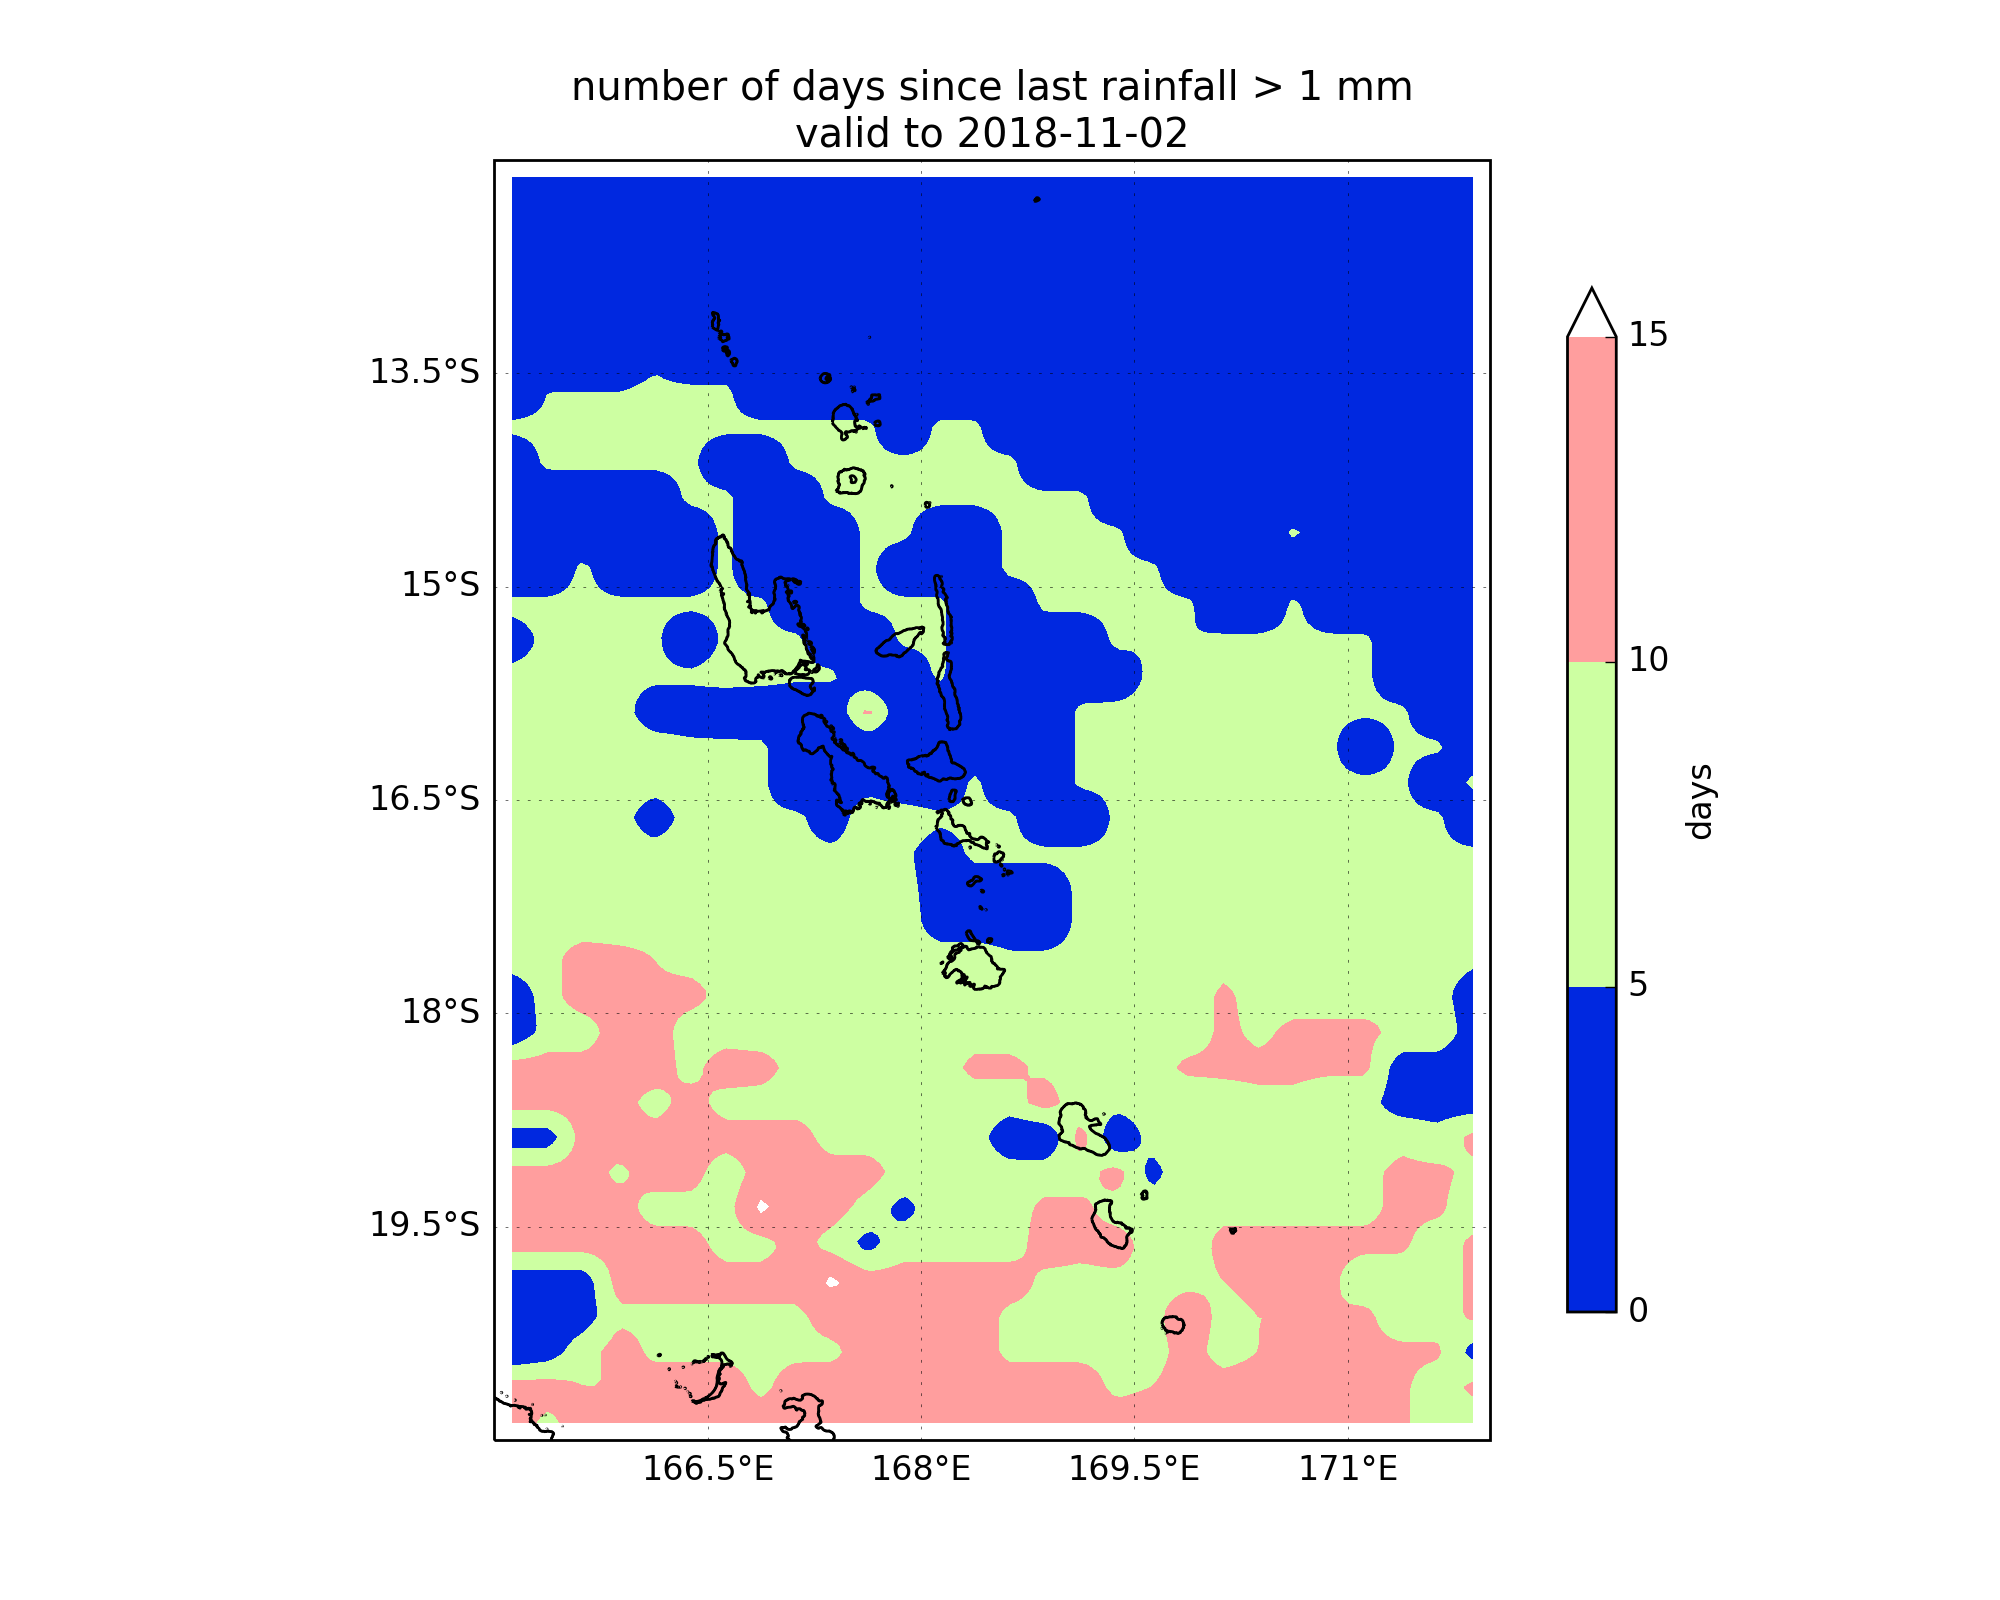 number of days since last rainfall > 1 mm
valid to 2018-11-02
13.5°S
15°S
16.5°S
18°S
19.5°S
166.5°E
168°E
169.5°E
171°E
15
10
5
0
days